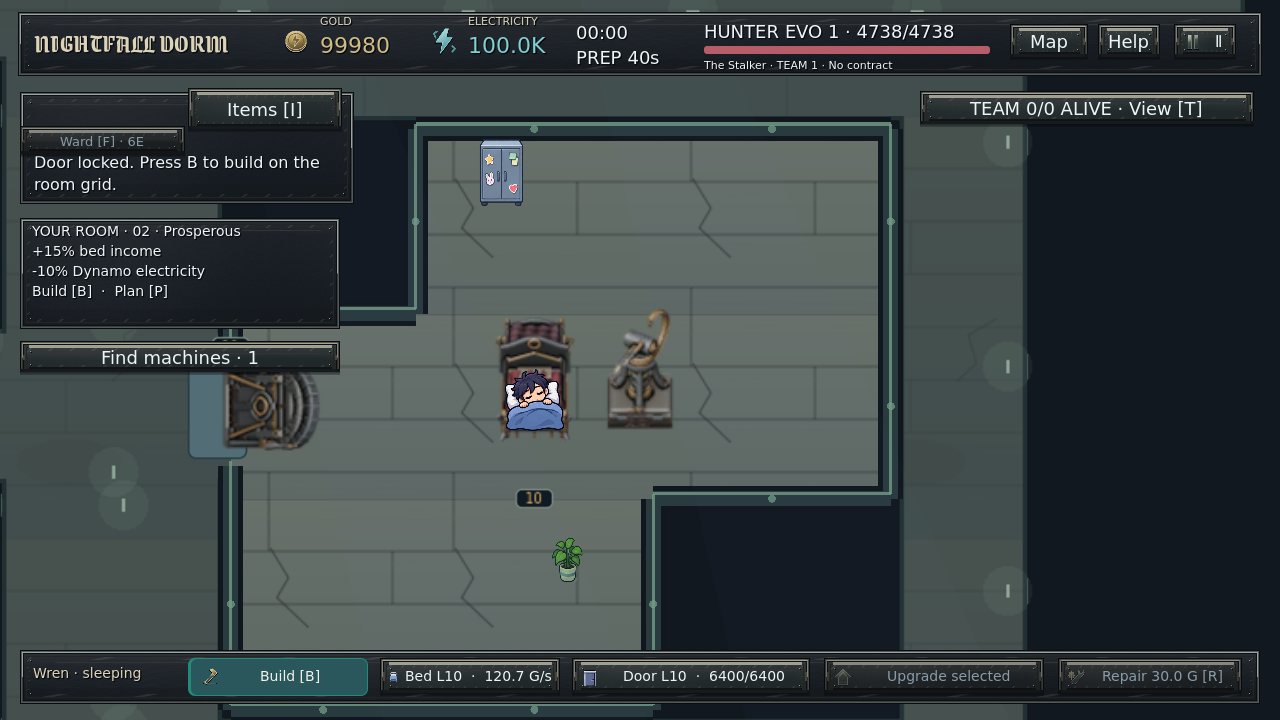 NIGHTFALL DORM
GOLD
99980
ELECTRICITY
100.0K
00:00
PREP 40s
HUNTER EVO 1 · 4738/4738
The Stalker · TEAM 1 · No contract
Map
Help
Items [I]
Ward [F] · 6E
Door locked. Press B to build on the
room grid.
TEAM 0/0 ALIVE · View [T]
YOUR ROOM · 02 · Prosperous
+15% bed income
-10% Dynamo electricity
Build [B] · Plan [P]
Find machines · 1
10
Wren · sleeping
Build [B]
Bed L10 · 120.7 G/s
Door L10 · 6400/6400
Upgrade selected
Repair 30.0 G [R]